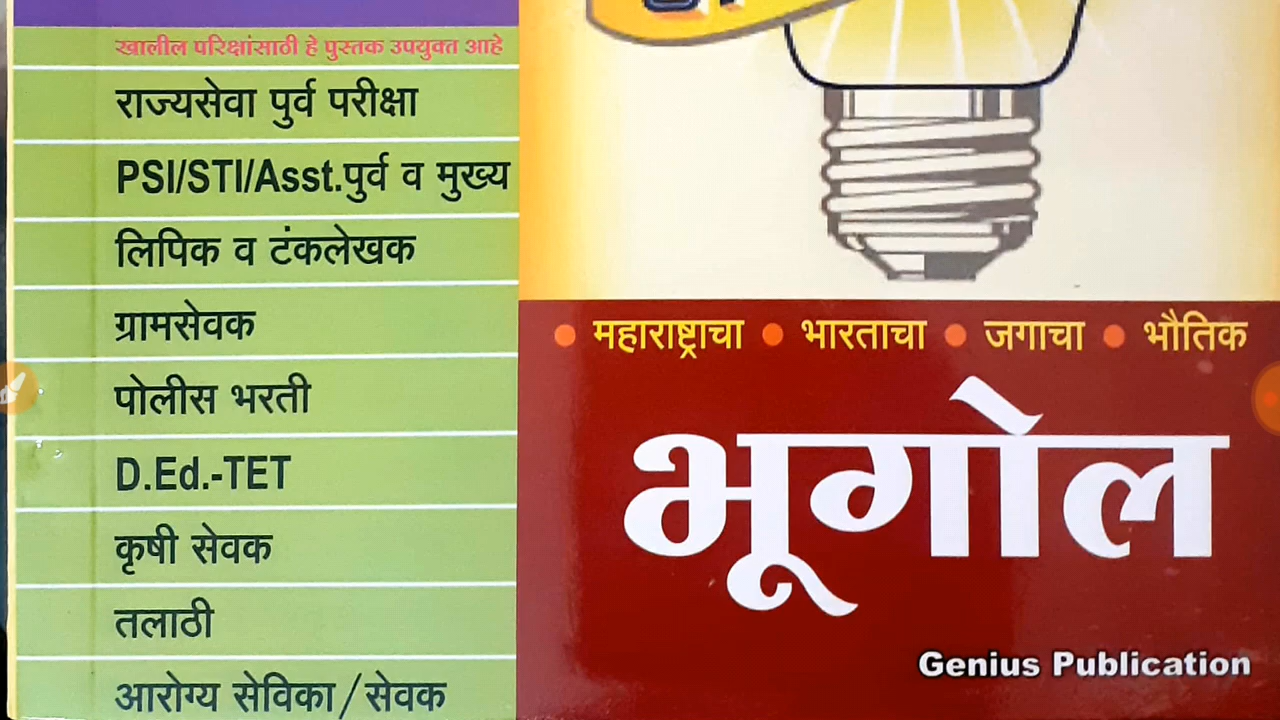 खालील परिक्षांसाठी हे पुस्तक उपयुक्त आहे
राज्यसेवा पुर्व परीक्षा
PSI/STI/Asst.पुर्व व मुख्य
लिपिक व टंकलेखक
ग्रामसेवक
पोलीस भरती
D.Ed.-TET
कृषी सेवक
तलाठी
आरोग्य सेविका/सेवक
• महाराष्ट्राचा • भारताचा • जगाचा • भौतिक
भूगोल
Genius Publication